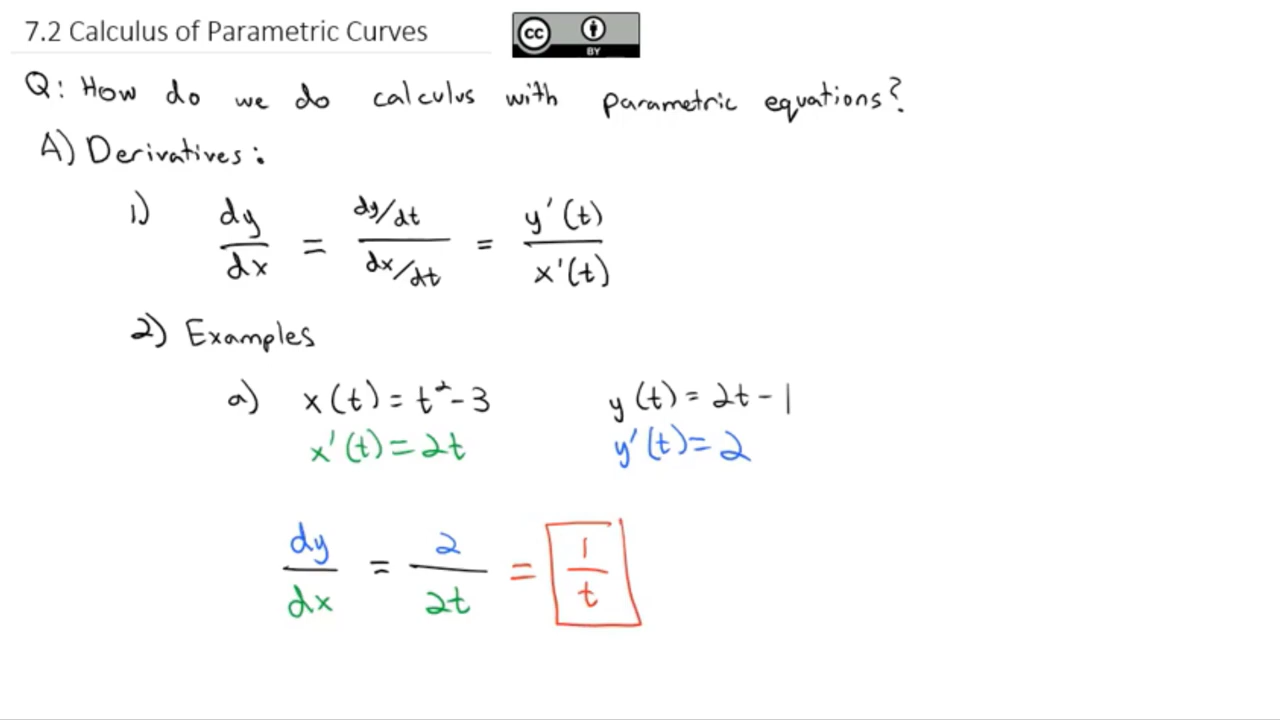 7.2 Calculus of Parametric Curves
cc BY
Q: How do we do calculus with parametric equations?
A) Derivatives:
1) dy/dx = (dy/dt)/(dx/dt) = y'(t)/x'(t)
2) Examples
a) x(t) = t² - 3 y(t) = 2t - 1
x'(t) = 2t y'(t) = 2
dy/dx = 2/2t = 1/t